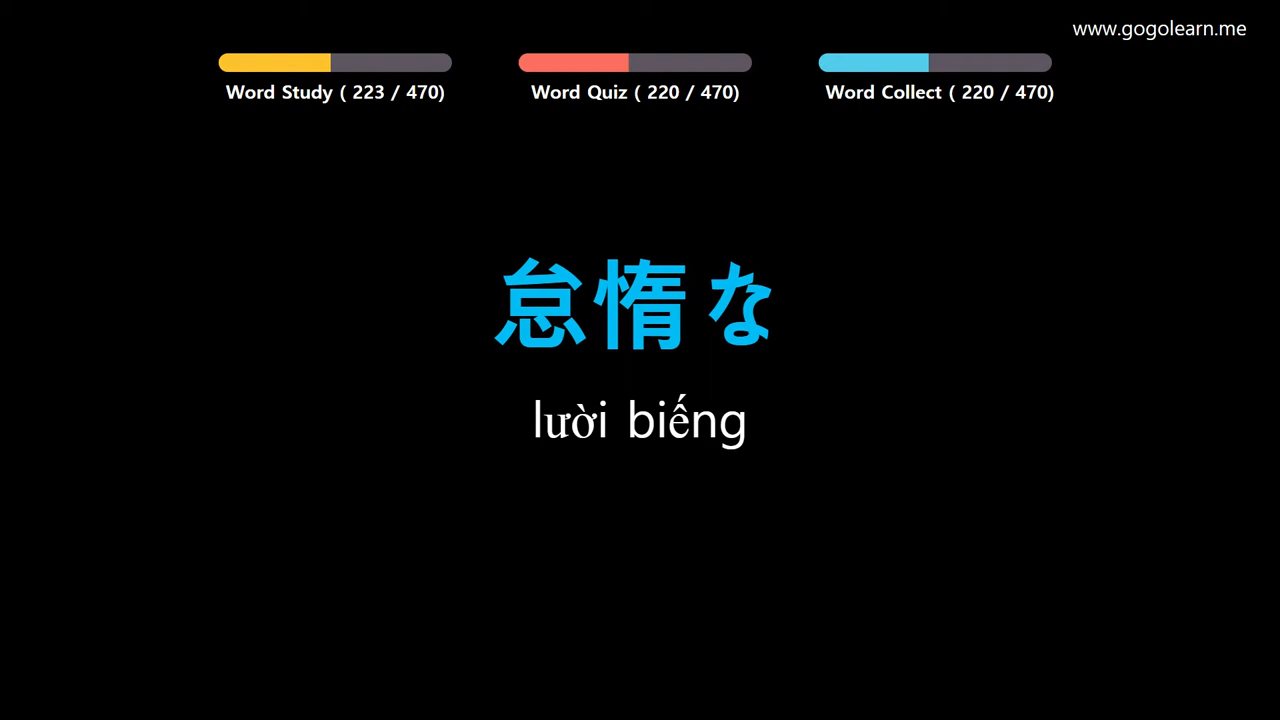 www.gogolearn.me
Word Study ( 223 / 470)
Word Quiz ( 220 / 470)
Word Collect ( 220 / 470)
怠惰な
lười biếng